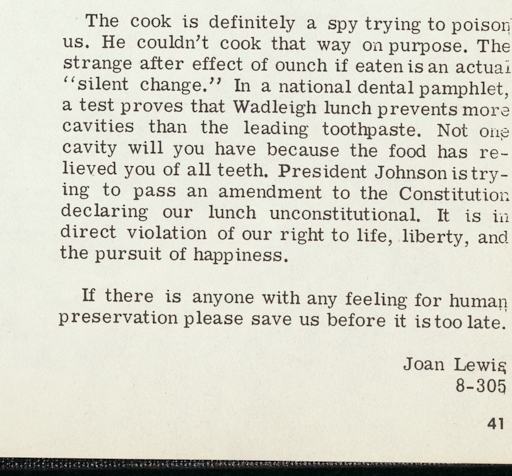 The cook is definitely a spy trying to poison
us. He couldn't cook that way on purpose. The
strange after effect of ounch if eaten is an actual
"silent change." In a national dental pamphlet,
a test proves that Wadleigh lunch prevents more
cavities than the leading toothpaste. Not one
cavity will you have because the food has re-
lieved you of all teeth. President Johnson is try-
ing to pass an amendment to the Constitution
declaring our lunch unconstitutional. It is in
direct violation of our right to life, liberty, and
the pursuit of happiness.
If there is anyone with any feeling for human
preservation please save us before it is too late.
Joan Lewis
8-305
41